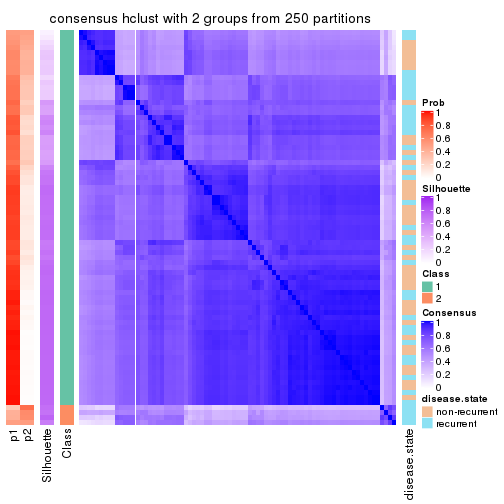 consensus hclust with 2 groups from 250 partitions
Prob
1
0.8
0.6
0.4
0.2
0
Silhouette
1
0.8
0.6
0.4
0.2
0
Class
1
2
Consensus
1
0.8
0.6
0.4
0.2
0
disease.state
non-recurrent
recurrent
p1
p2
Silhouette
Class
disease.state